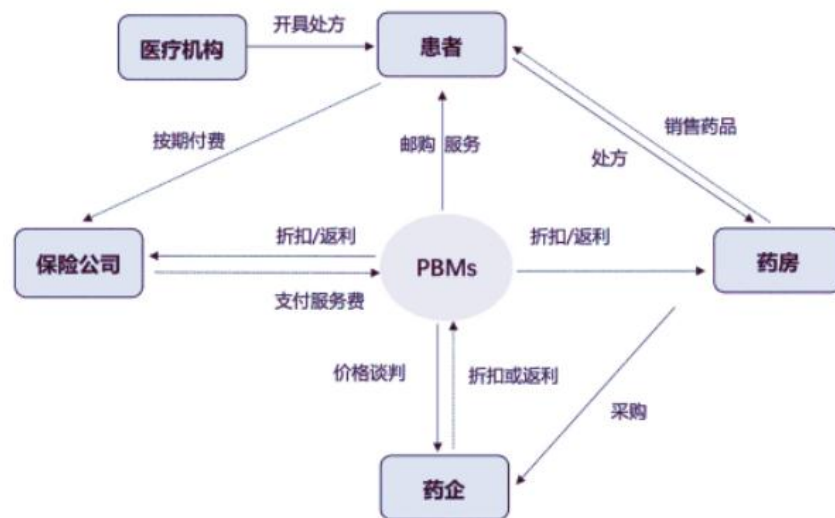 开具处方
医疗机构
患者
按期付费
邮购 服务
销售药品
处方
折扣/返利
折扣/返利
保险公司
PBMs
药房
支付服务费
价格谈判
折扣或返利
采购
药企